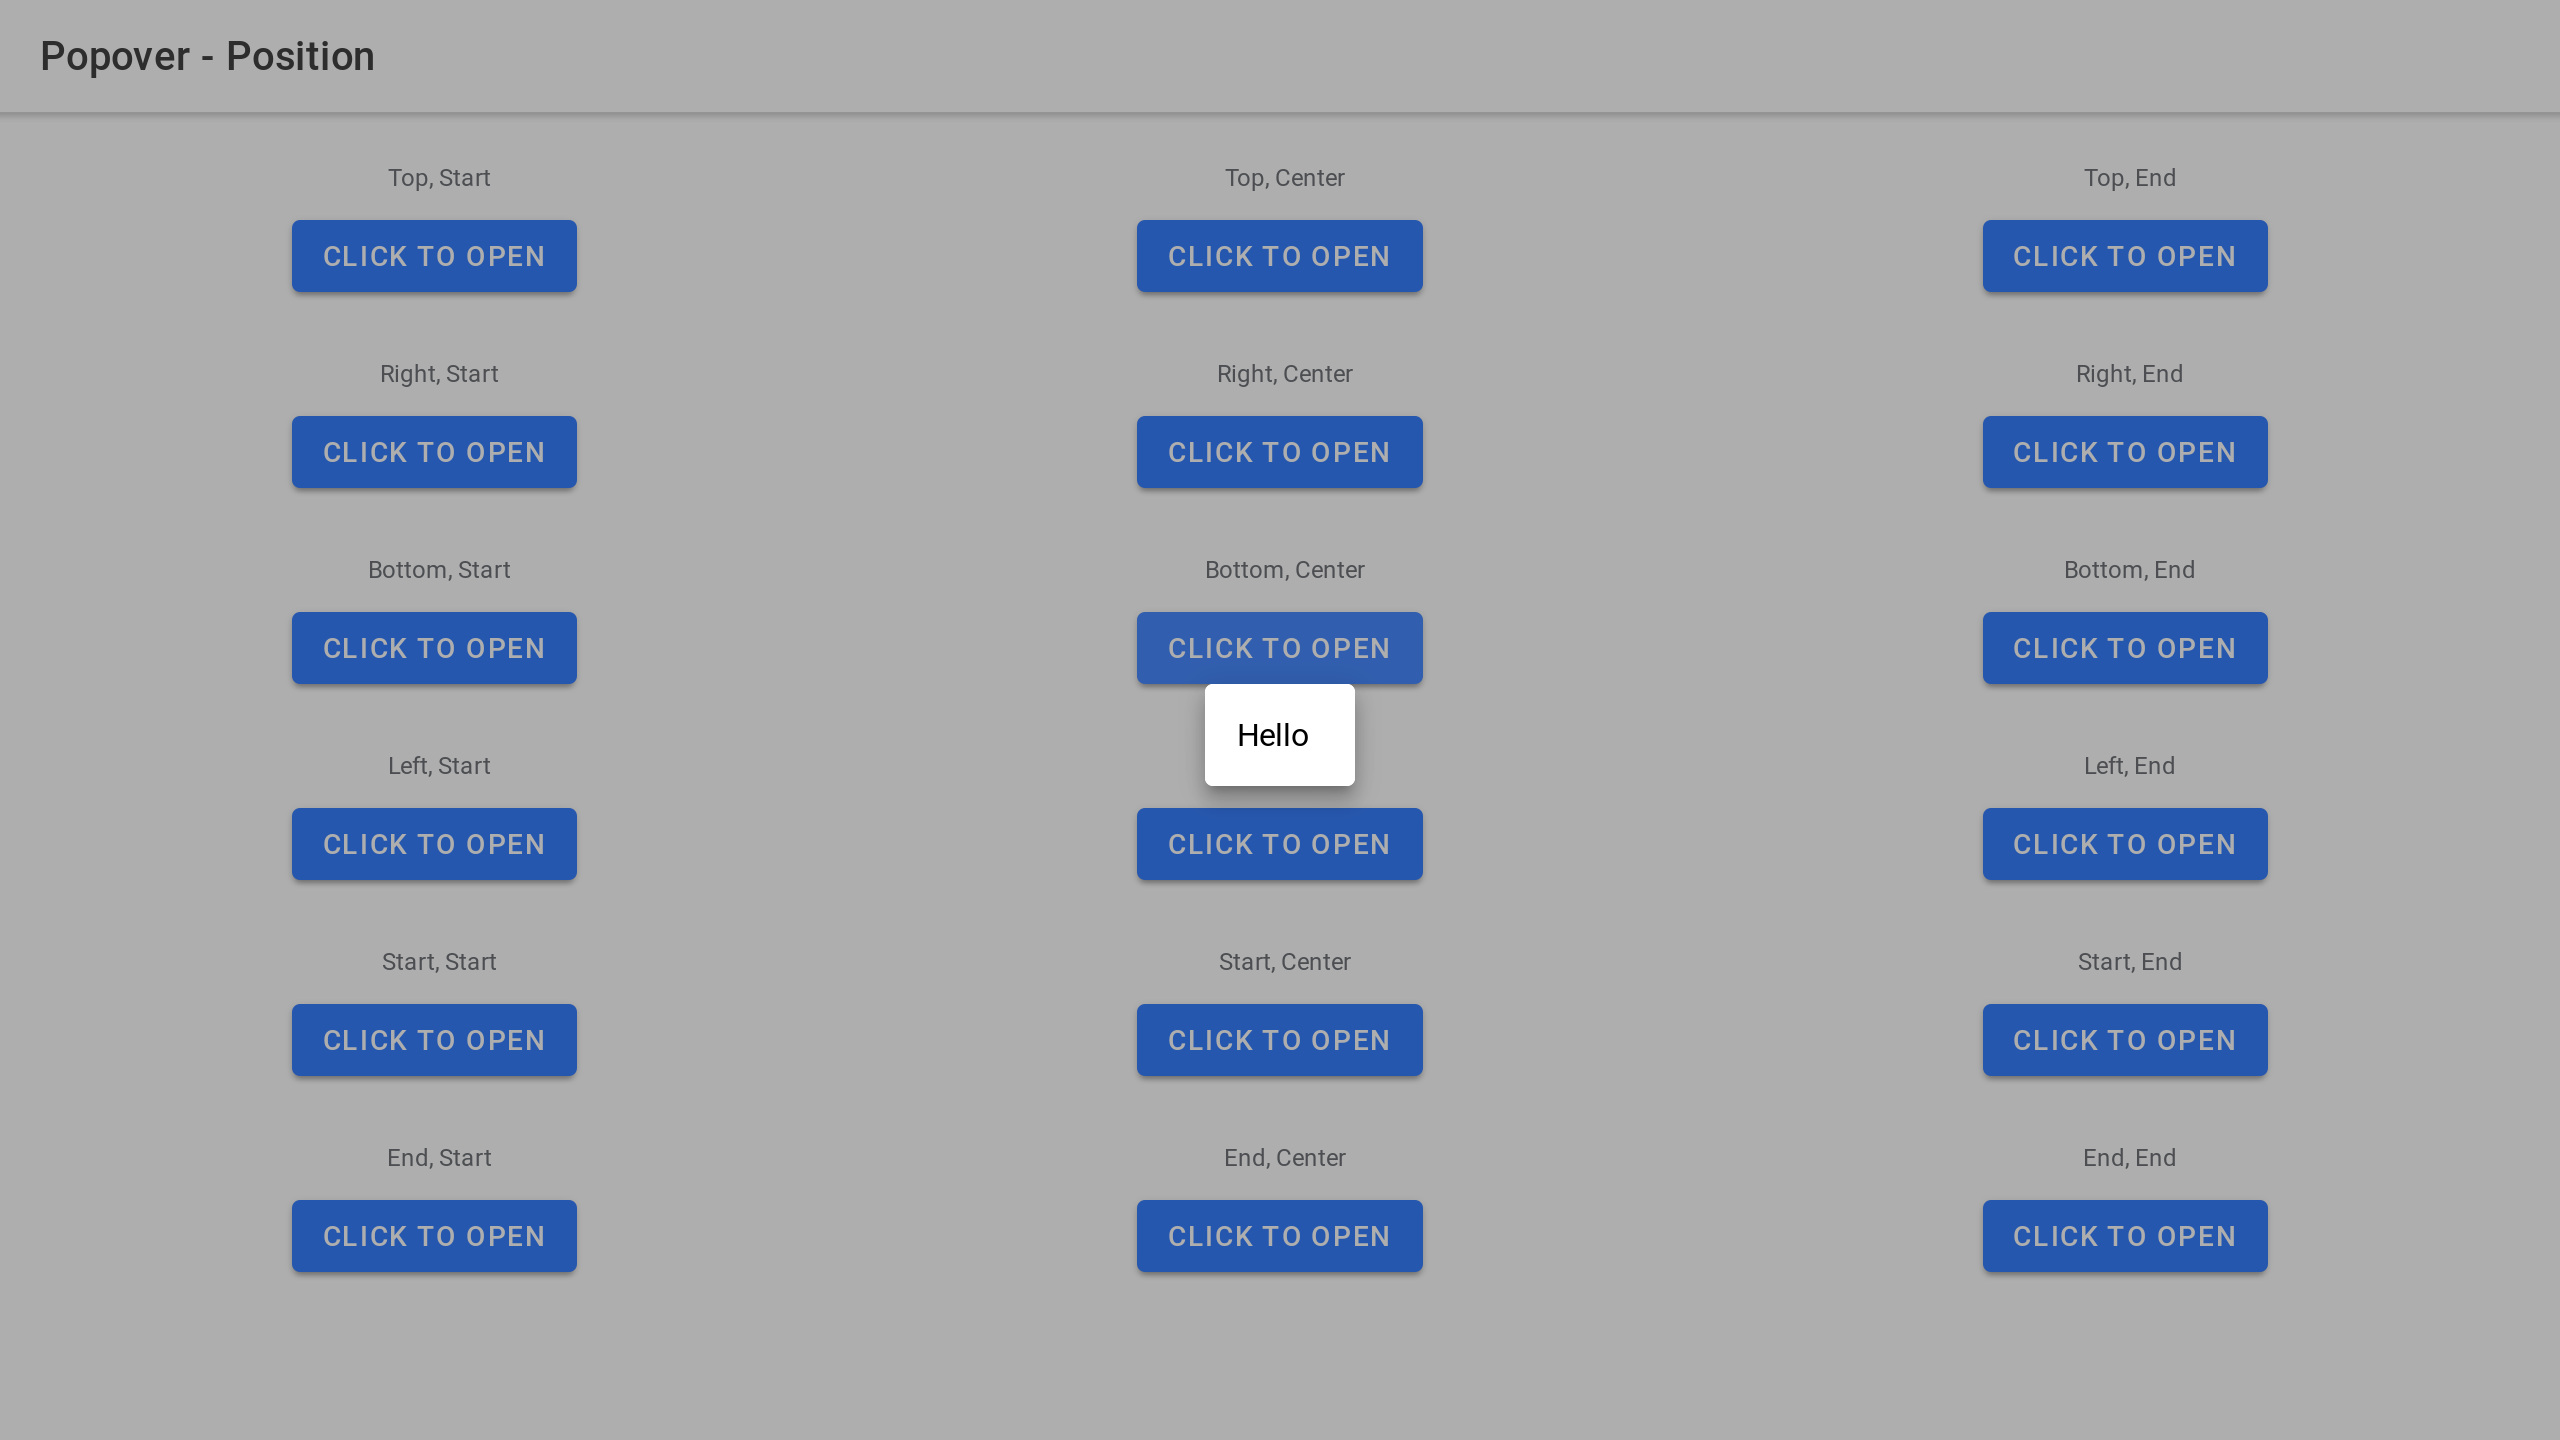 Popover - Position
Top, Start
Top, Center
Top, End
CLICK TO OPEN
CLICK TO OPEN
CLICK TO OPEN
Right, Start
Right, Center
Right, End
CLICK TO OPEN
CLICK TO OPEN
CLICK TO OPEN
Bottom, Start
Bottom, Center
Bottom, End
CLICK TO OPEN
CLICK TO OPEN
CLICK TO OPEN
Hello
Left, Start
Left, End
CLICK TO OPEN
CLICK TO OPEN
CLICK TO OPEN
Start, Start
Start, Center
Start, End
CLICK TO OPEN
CLICK TO OPEN
CLICK TO OPEN
End, Start
End, Center
End, End
CLICK TO OPEN
CLICK TO OPEN
CLICK TO OPEN